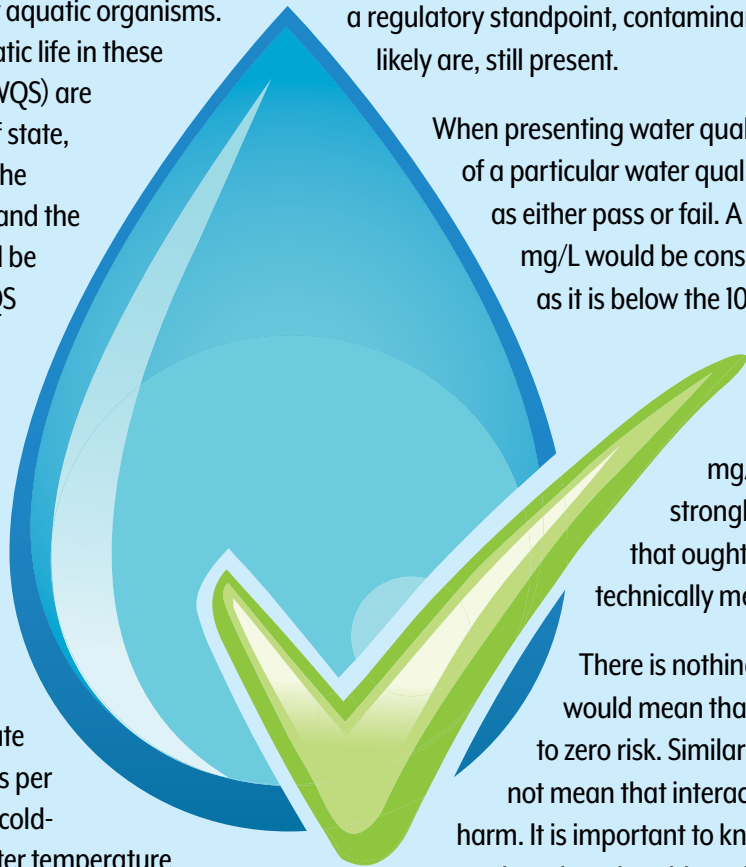 aquatic organisms.
atic life in these
WQS) are
state,
he
and the
be
QS
ate
s per
cold-
ter temperature
a regulatory standpoint, contamina
likely are, still present.
When presenting water qual
of a particular water qual
as either pass or fail. A
mg/L would be cons
as it is below the 10
mg/
strongl
that ought
technically me
There is nothing
would mean tha
to zero risk. Similar
not mean that interac
harm. It is important to kn